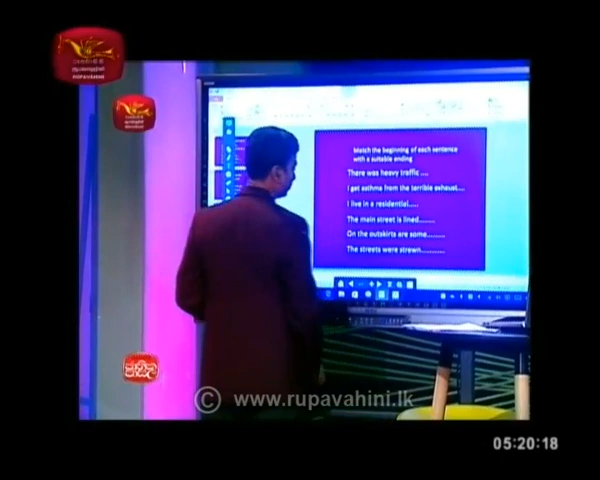 RUPAVAHINI
Match the beginning of each sentence
with a suitable ending
There was heavy traffic ....
I get asthma from the terrible exhaust....
I live in a residential.....
The main street is lined........
On the outskirts are some.........
The streets were strewn............
© www.rupavahini.lk
05:20:18